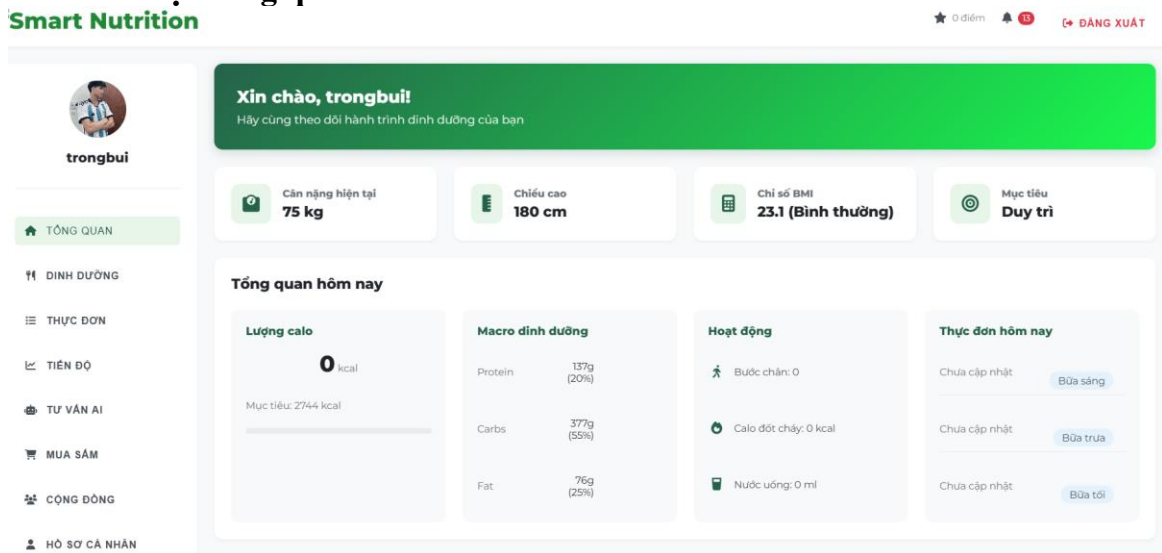 Smart Nutrition
0 điểm
13
ĐĂNG XUẤT
trongbui
TỔNG QUAN
DINH DƯỠNG
THỰC ĐƠN
TIẾN ĐỘ
TƯ VẤN AI
MUA SẮM
CỘNG ĐỒNG
HỒ SƠ CÁ NHÂN
Xin chào, trongbui!
Hãy cùng theo dõi hành trình dinh dưỡng của bạn
Cân nặng hiện tại
75 kg
Chiều cao
180 cm
Chỉ số BMI
23.1 (Bình thường)
Mục tiêu
Duy trì
Tổng quan hôm nay
Lượng calo
0 kcal
Mục tiêu: 2744 kcal
Macro dinh dưỡng
Protein 137g
(20%)
Carbs 377g
(55%)
Fat 76g
(25%)
Hoạt động
Bước chân: 0
Calo đốt cháy: 0 kcal
Nước uống: 0 ml
Thực đơn hôm nay
Chưa cập nhật Bữa sáng
Chưa cập nhật Bữa trưa
Chưa cập nhật Bữa tối